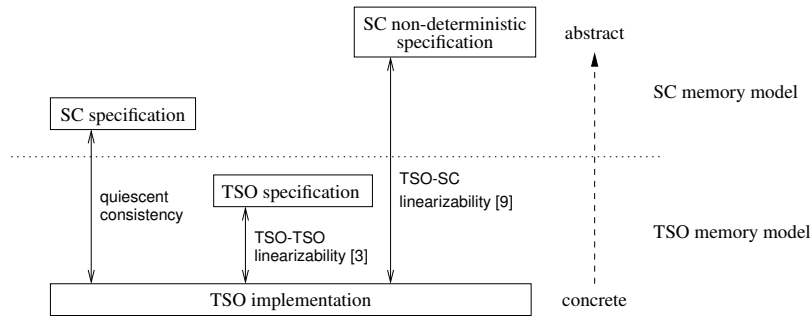 SC non-deterministic
specification
abstract
SC memory model
SC specification
quiescent
consistency
TSO specification
TSO-SC
linearizability [9]
TSO-TSO
linearizability [3]
TSO memory model
TSO implementation
concrete